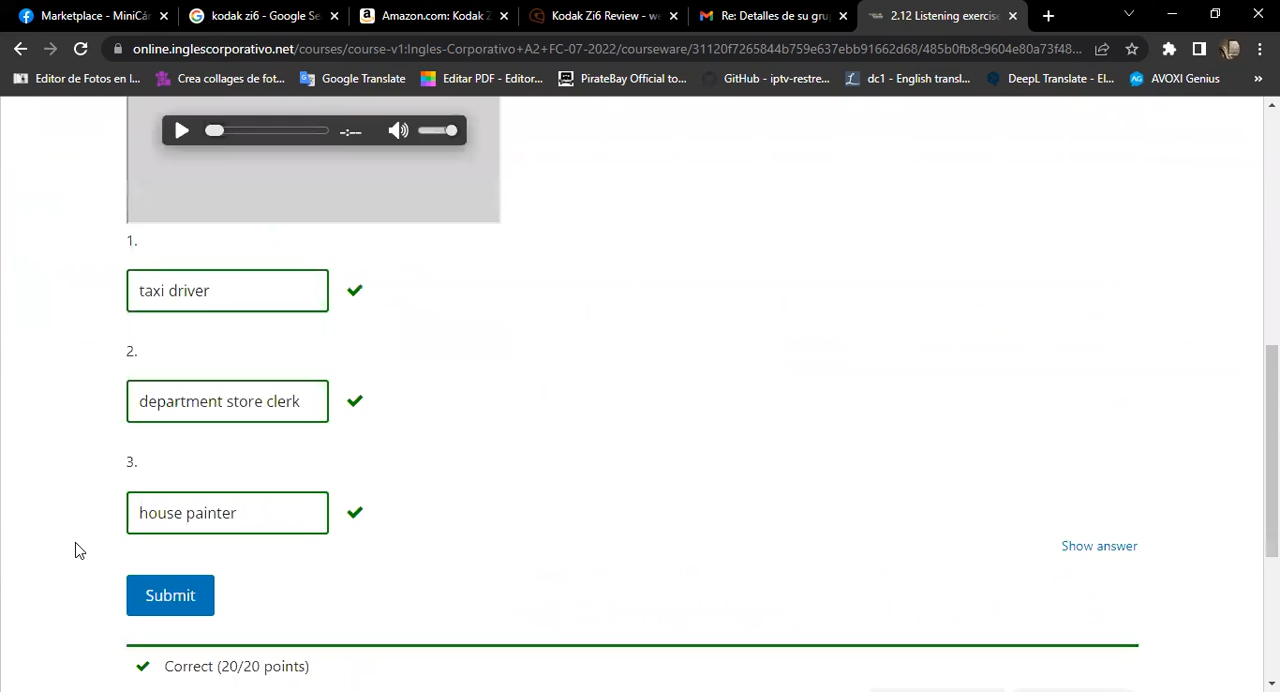 Marketplace - MiniCár
kodak zi6 - Google Se
Amazon.com: Kodak Z
Kodak Zi6 Review - we
Re: Detalles de su gru
2.12 Listening exercise
online.inglescorporativo.net/courses/course-v1:Ingles-Corporativo+A2+FC-07-2022/courseware/31120f7265844b759e637ebb91662d68/485b0fb8c9604e80a73f48...
Editor de Fotos en l...
Crea collages de fot...
Google Translate
Editar PDF - Editor...
PirateBay Official to...
GitHub - iptv-restre...
dc1 - English transl...
DeepL Translate - El...
AVOXI Genius
»
-:--
1.
taxi driver
2.
department store clerk
3.
house painter
Show answer
Submit
Correct (20/20 points)